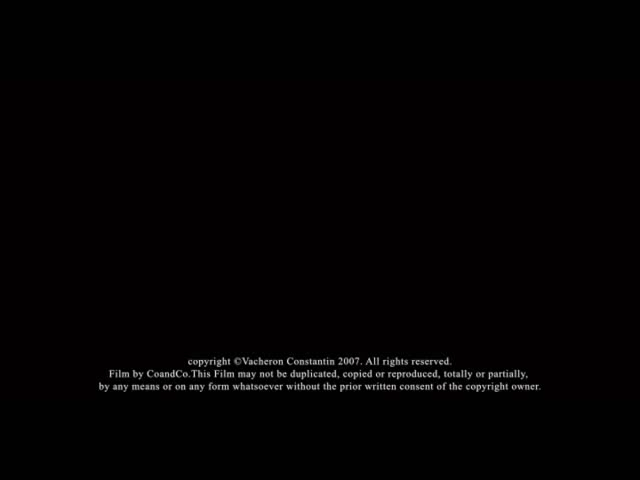 copyright ©Vacheron Constantin 2007. All rights reserved.
Film by CoandCo.This Film may not be duplicated, copied or reproduced, totally or partially,
by any means or on any form whatsoever without the prior written consent of the copyright owner.